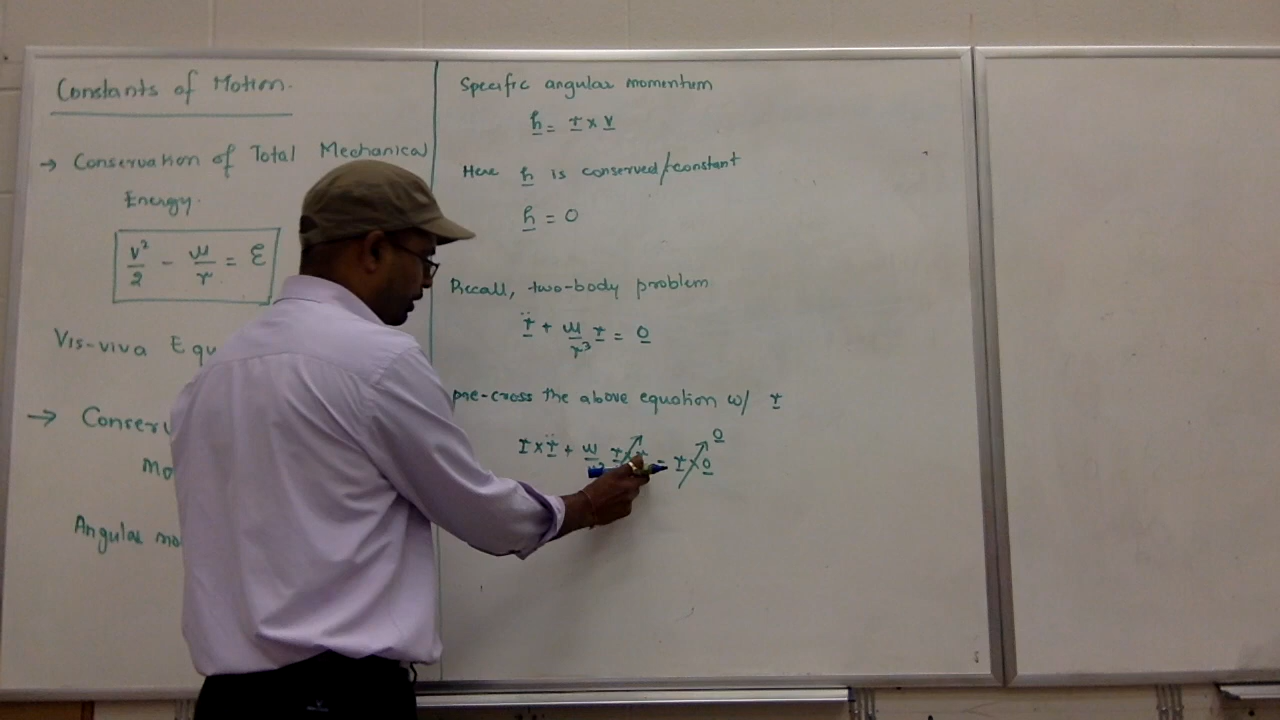 Constants of Motion.
→ Conservation of Total Mechanical
Energy.
v²/2 - μ/r = ε
Vis-viva Equ
→ Conserv
Mo
Angular mo
Specific angular momentum
h = r × v
Here h is conserved/constant
h = 0
Recall, two-body problem
r̈ + μ/r³ r = 0
pre-cross the above equation w/ r
r × r̈ + μ/r³ r × r = r × 0 0